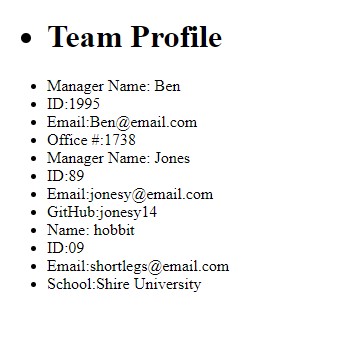 Team Profile
Manager Name: Ben
ID:1995
Email:Ben@email.com
Office #:1738
Manager Name: Jones
ID:89
Email:jonesy@email.com
GitHub:jonesy14
Name: hobbit
ID:09
Email:shortlegs@email.com
School:Shire University